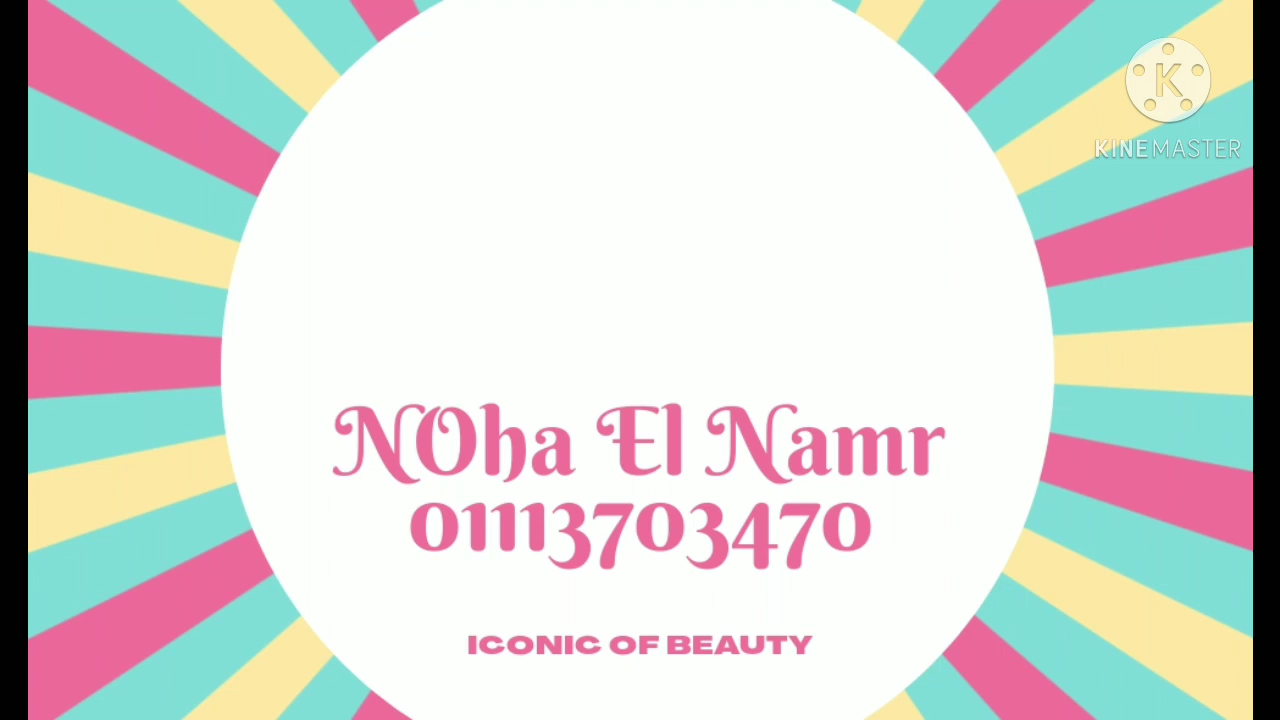 K
KINEMASTER
NOha El Namr
01113703470
ICONIC OF BEAUTY